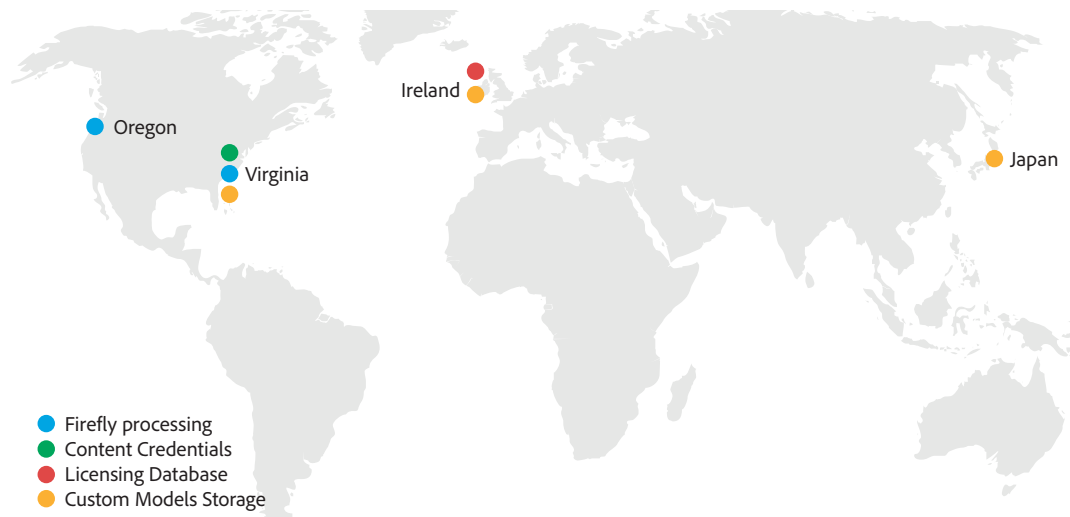 Ireland
Oregon
Virginia
Japan
Firefly processing
Content Credentials
Licensing Database
Custom Models Storage